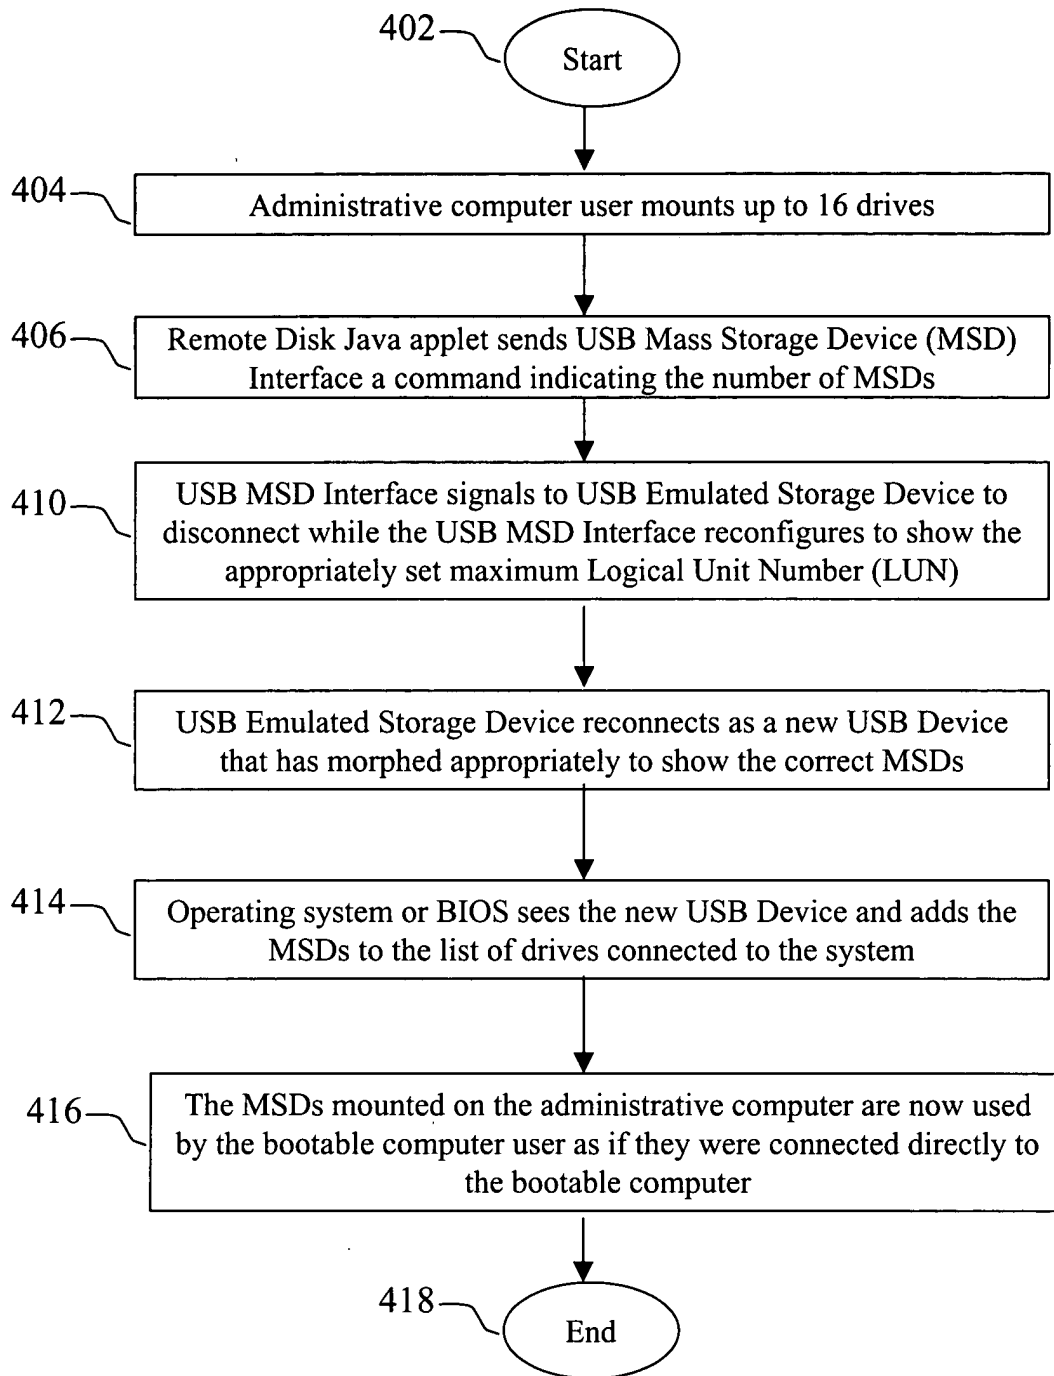 402
Start
404
Administrative computer user mounts up to 16 drives
406
Remote Disk Java applet sends USB Mass Storage Device (MSD)
Interface a command indicating the number of MSDs
410
USB MSD Interface signals to USB Emulated Storage Device to
disconnect while the USB MSD Interface reconfigures to show the
appropriately set maximum Logical Unit Number (LUN)
412
USB Emulated Storage Device reconnects as a new USB Device
that has morphed appropriately to show the correct MSDs
414
Operating system or BIOS sees the new USB Device and adds the
MSDs to the list of drives connected to the system
416
The MSDs mounted on the administrative computer are now used
by the bootable computer user as if they were connected directly to
the bootable computer
418
End